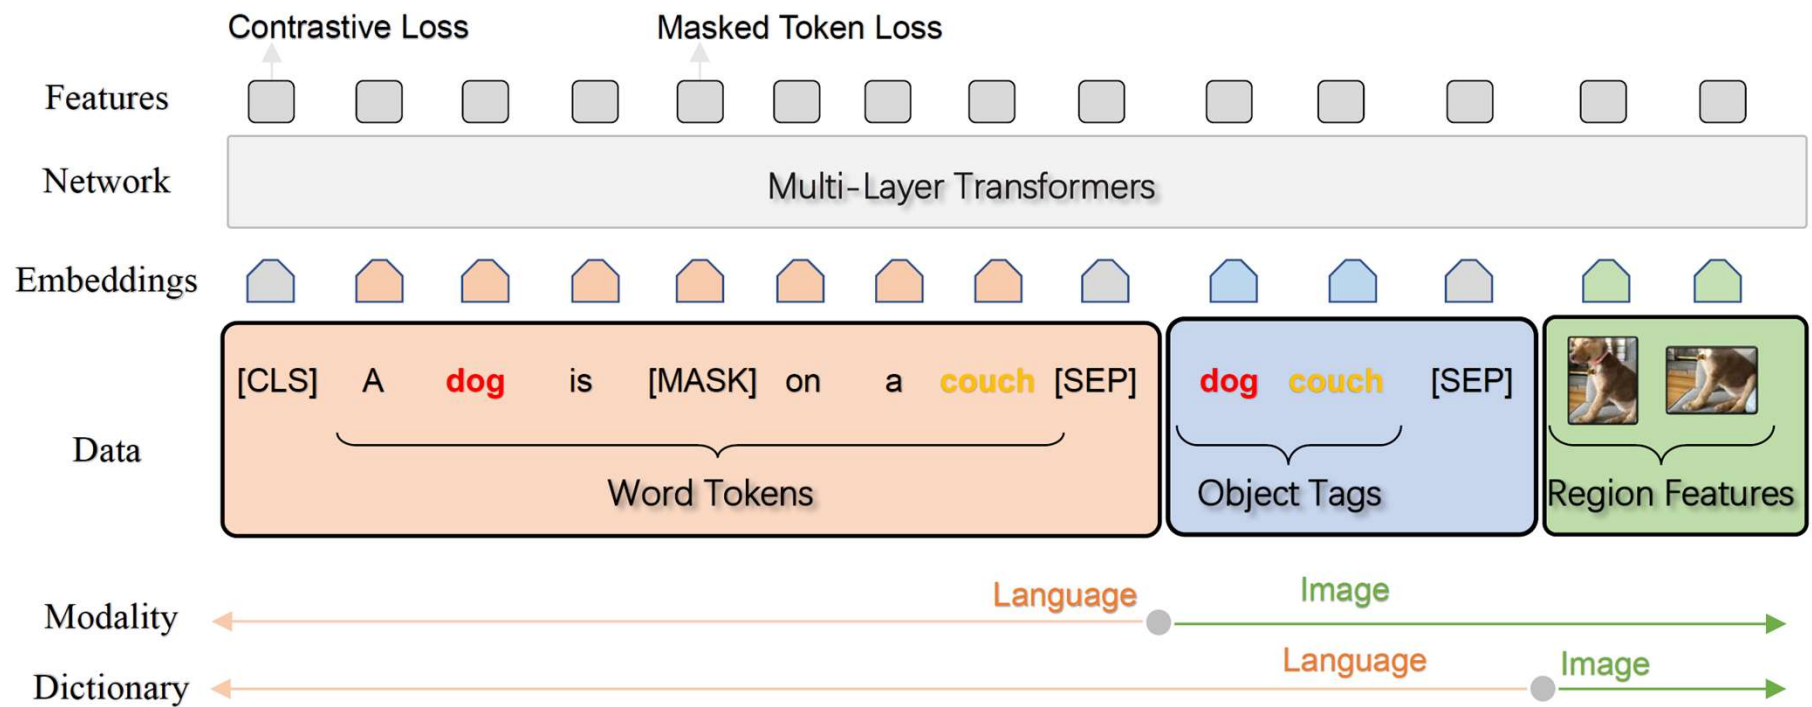 Contrastive Loss Masked Token Loss
Features
Network Multi-Layer Transformers
Embeddings
[CLS] A dog is [MASK] on a couch [SEP] dog couch [SEP]
Data
Word Tokens Object Tags Region Features
Language Image
Modality
Language Image
Dictionary